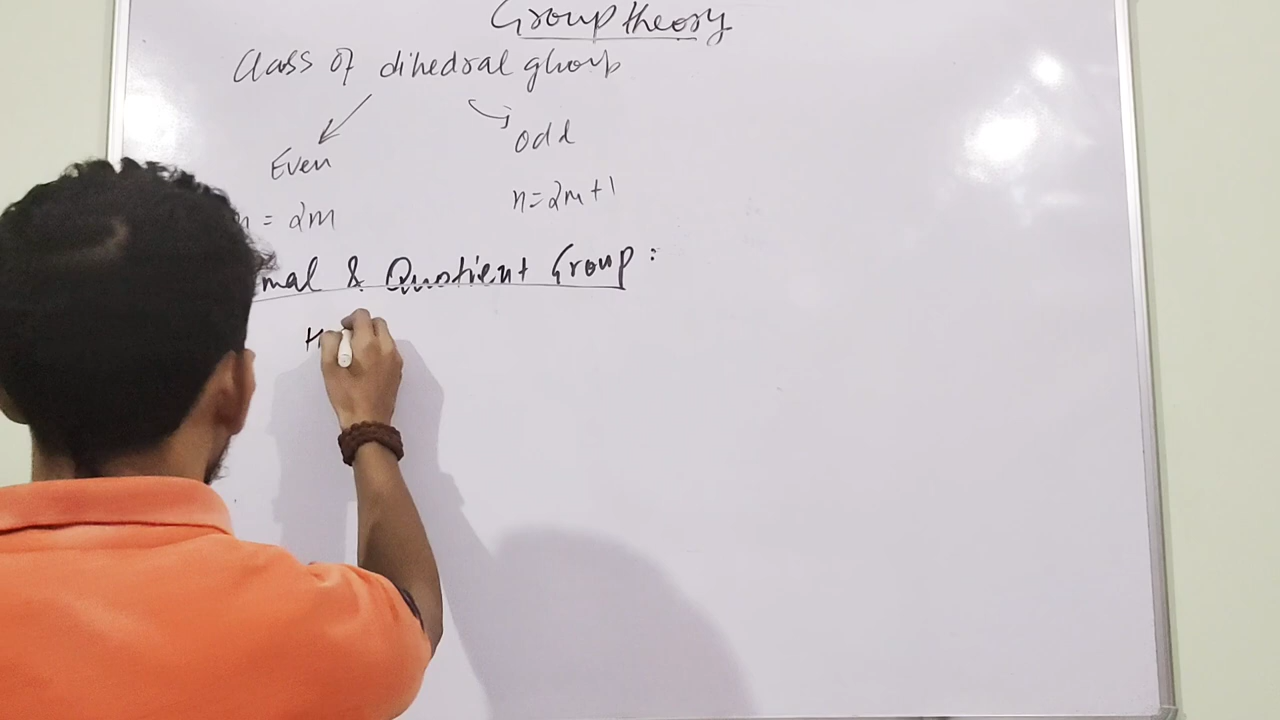 Group theory
Class of dihedral group
Even
odd
n = 2m
n=2m+1
mal & Quotient Group :
H